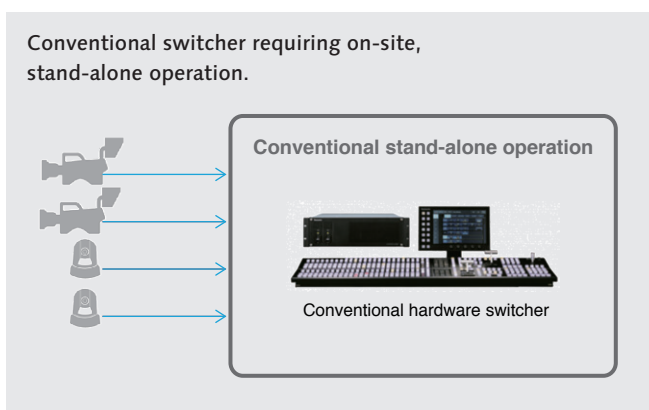 Conventional switcher requiring on-site,
stand-alone operation.
Conventional stand-alone operation
Conventional hardware switcher